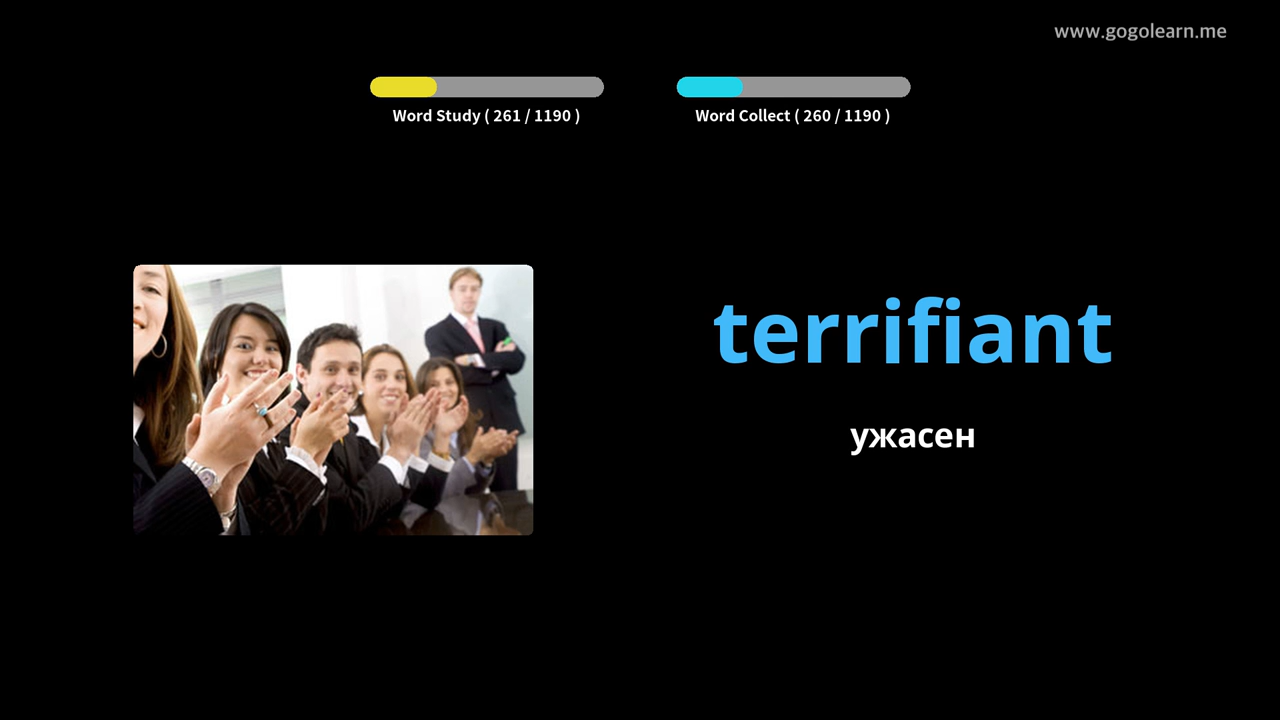 www.gogolearn.me
Word Study ( 261 / 1190 )
Word Collect ( 260 / 1190 )
terrifiant
ужасен